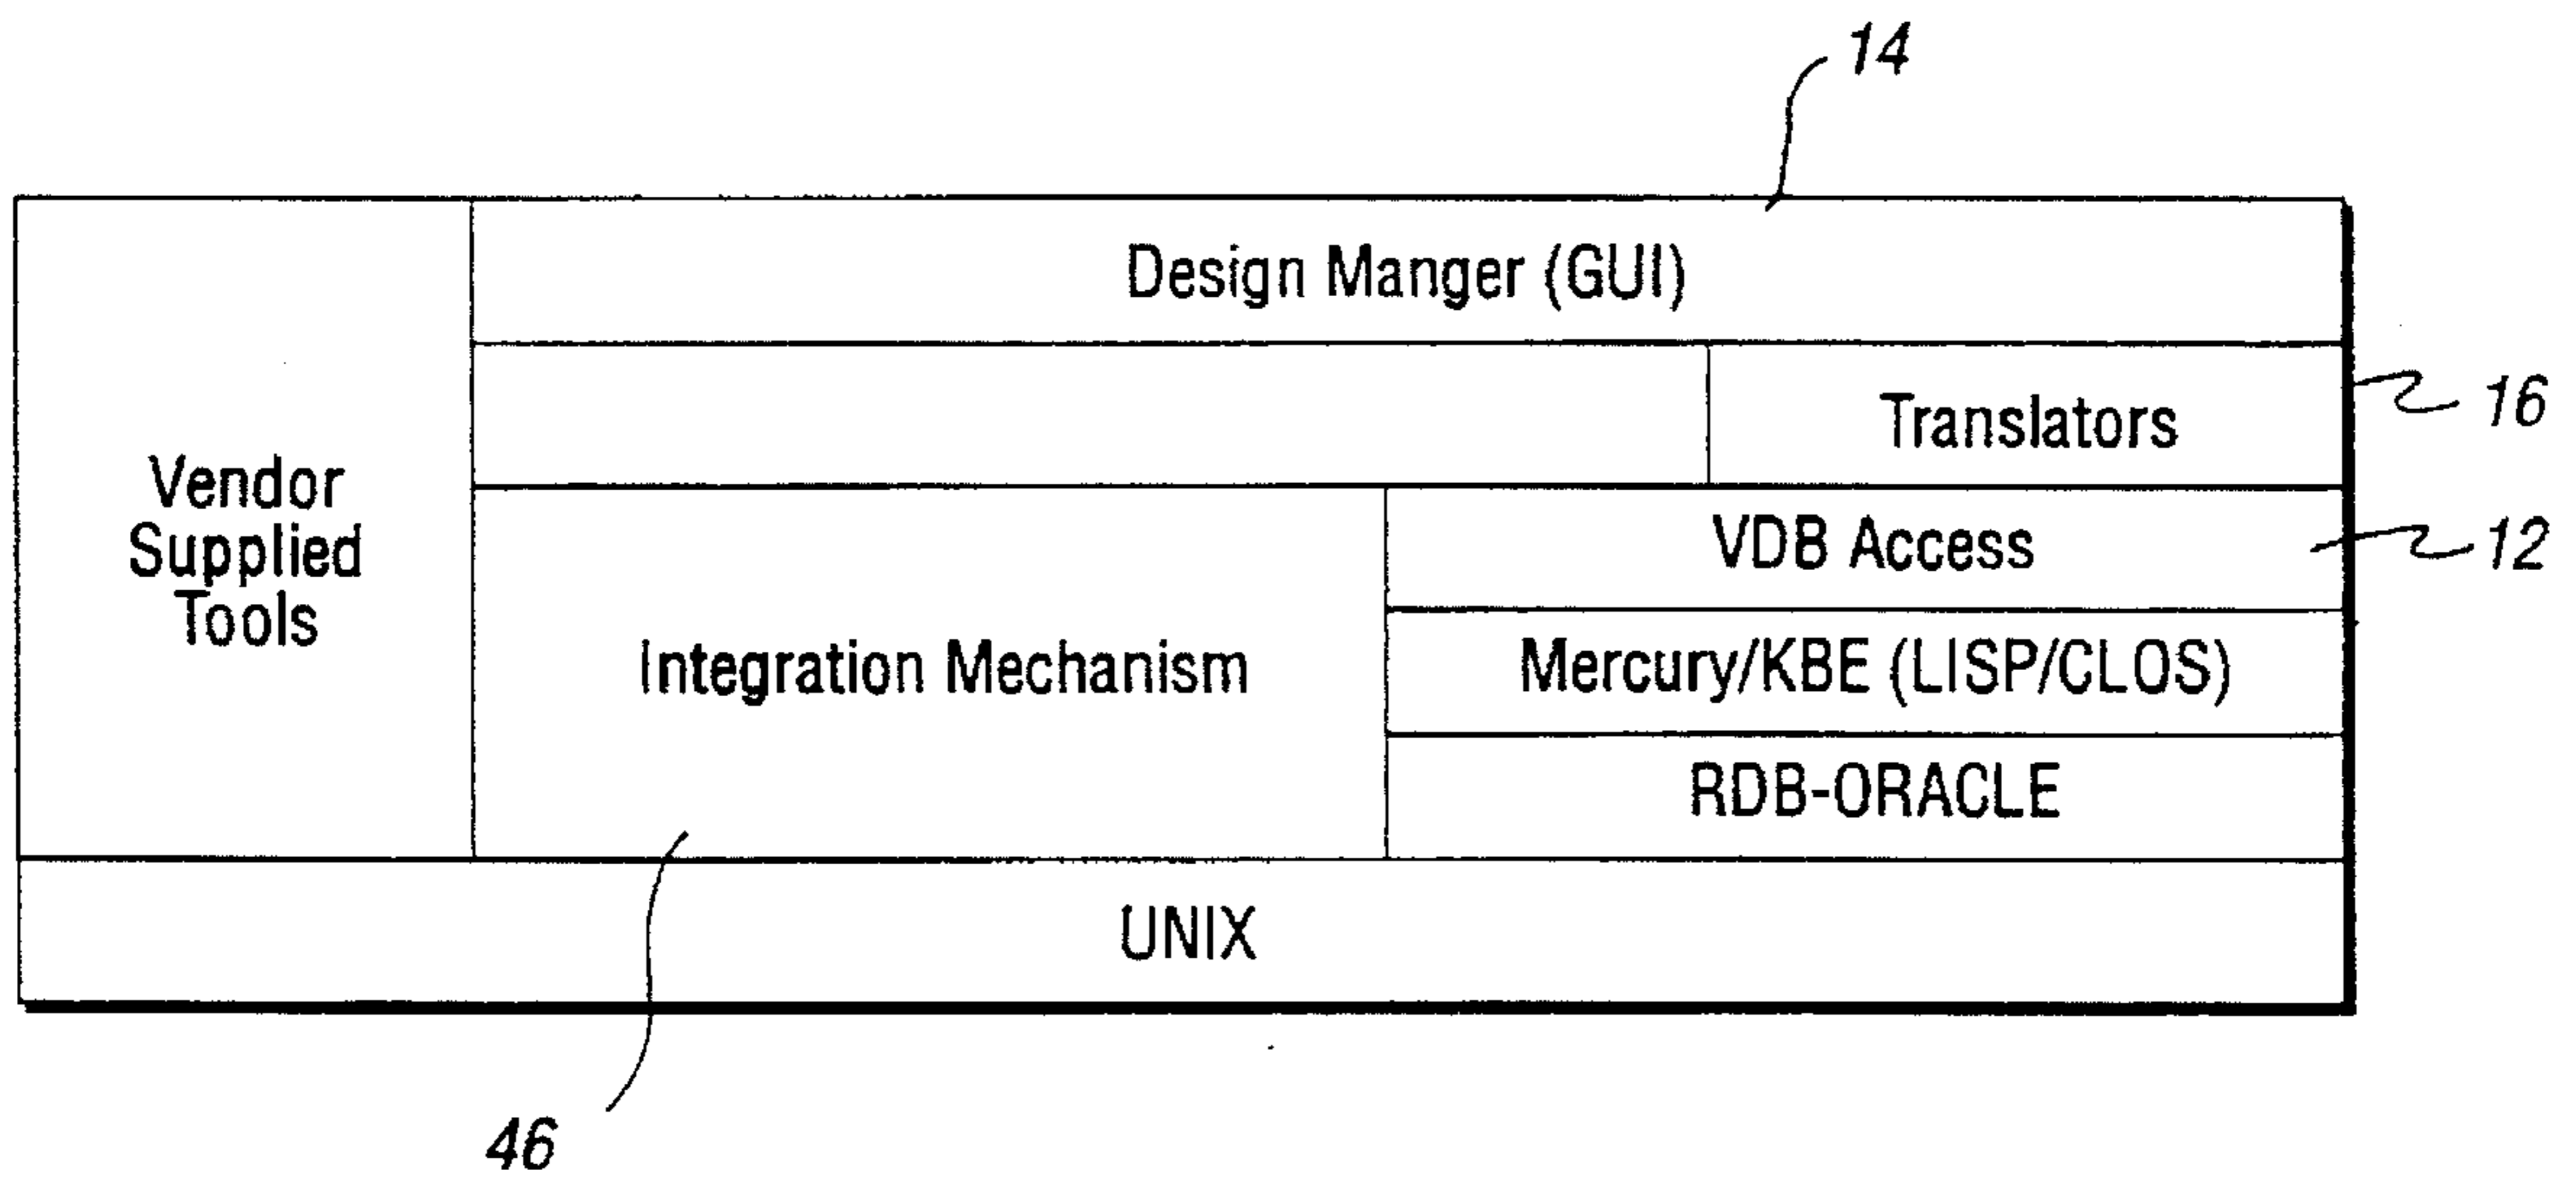 14
Design Manger (GUI)
Translators
16
Vendor
Supplied
Tools
Integration Mechanism
VDB Access
12
Mercury/KBE (LISP/CLOS)
RDB-ORACLE
UNIX
46